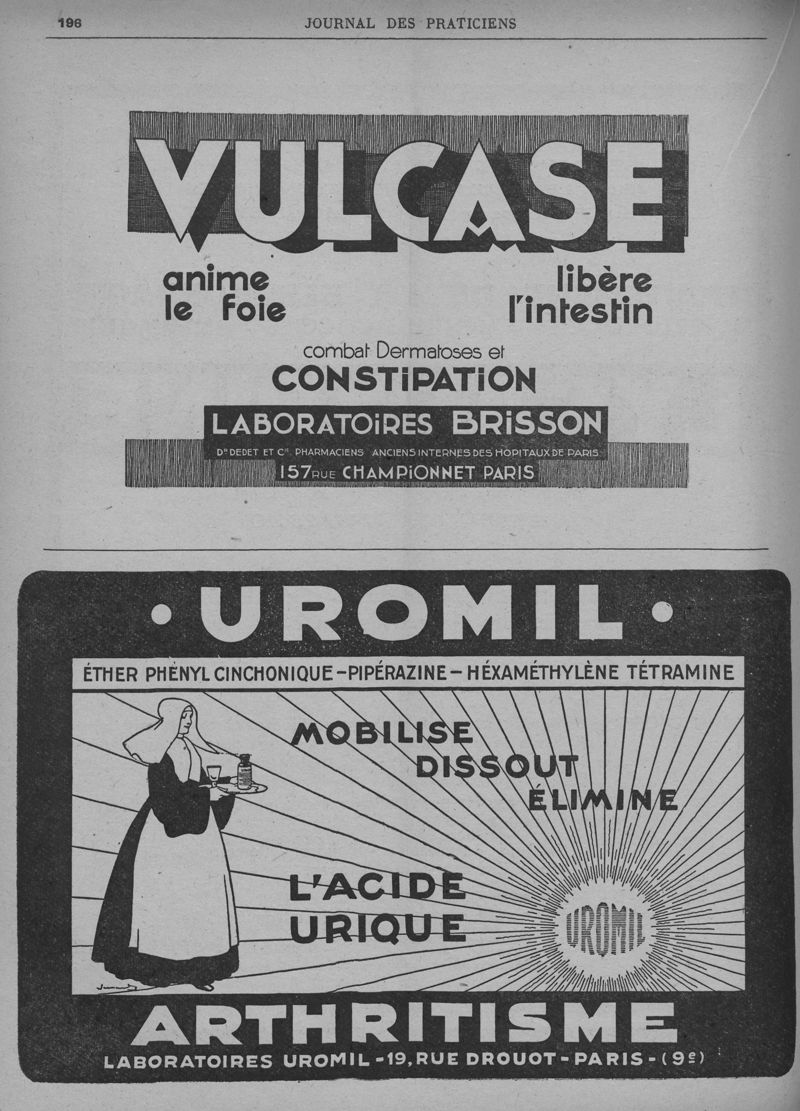 196
JOURNAL DES PRATICIENS
VULCASE
anime
le foie
libère
l'intestin
combat Dermatoses et
CONSTiPATiON
LABORATOiRES BRiSSON
DR DEDET ET CIE. PHARMACIENS ANCIENS INTERNES DES HÔPITAUX DE PARIS
157 RUE CHAMPiONNET PARIS
• UROMIL •
ÉTHER PHÉNYL CINCHONIQUE – PIPÉRAZINE – HÉXAMÉTHYLÈNE TÉTRAMINE
MOBILISE
DISSOUT
ÉLIMINE
L'ACIDE
URIQUE
UROMIL
ARTHRITISME
LABORATOIRES UROMIL - 19, RUE DROUOT - PARIS - (9e)